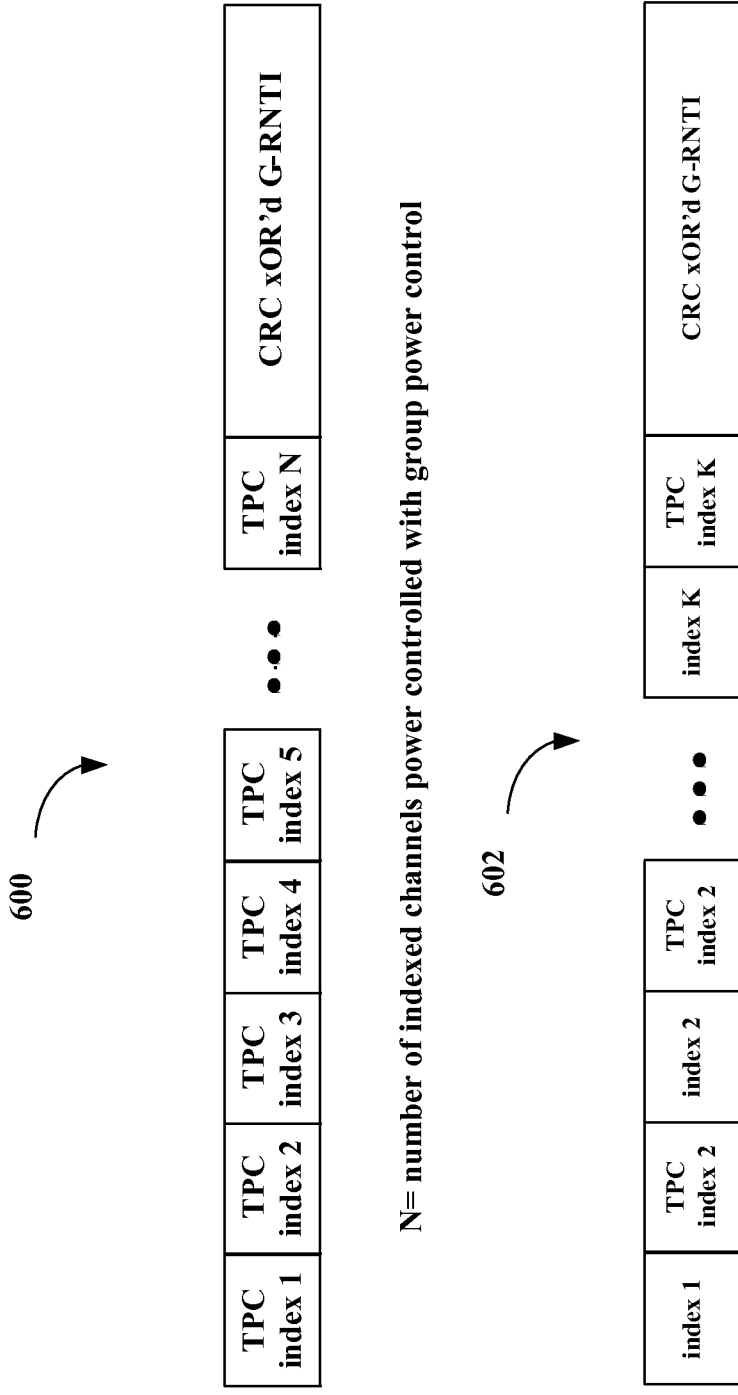 600
TPC
index 1
TPC
index 2
TPC
index 3
TPC
index 4
TPC
index 5
TPC
index N
CRC xOR’d G-RNTI
N= number of indexed channels power controlled with group power control
602
index 1
TPC
index 2
index 2
TPC
index 2
index K
TPC
index K
CRC xOR’d G-RNTI